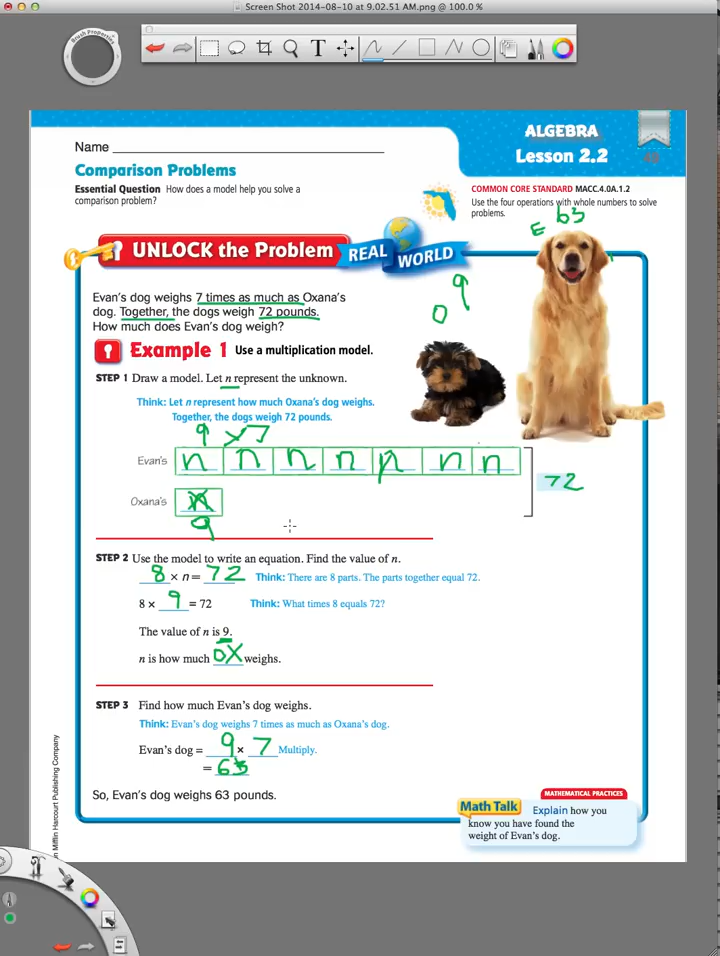 Screen Shot 2014-08-10 at 9.02.51 AM.png @ 100.0 %
Brush Properties
T
ALGEBRA
Lesson 2.2
Name
Comparison Problems
Essential Question How does a model help you solve a
comparison problem?
COMMON CORE STANDARD MACC.4.OA.1.2
Use the four operations with whole numbers to solve
problems.
E 63
UNLOCK the Problem
REAL WORLD
O 9
Evan's dog weighs 7 times as much as Oxana's
dog. Together, the dogs weigh 72 pounds.
How much does Evan's dog weigh?
Example 1 Use a multiplication model.
STEP 1 Draw a model. Let n represent the unknown.
Think: Let n represent how much Oxana's dog weighs.
Together, the dogs weigh 72 pounds.
9 x 7
Evan's n n n n n n n
72
Oxana's n
9
STEP 2 Use the model to write an equation. Find the value of n.
8 × n = 72 Think: There are 8 parts. The parts together equal 72.
8 × 9 = 72 Think: What times 8 equals 72?
The value of n is 9.
n is how much OX weighs.
STEP 3 Find how much Evan's dog weighs.
Think: Evan's dog weighs 7 times as much as Oxana's dog.
Evan's dog = 9 × 7 Multiply.
= 63
So, Evan's dog weighs 63 pounds.
MATHEMATICAL PRACTICES
Math Talk Explain how you
know you have found the
weight of Evan's dog.
n Mifflin Harcourt Publishing Company